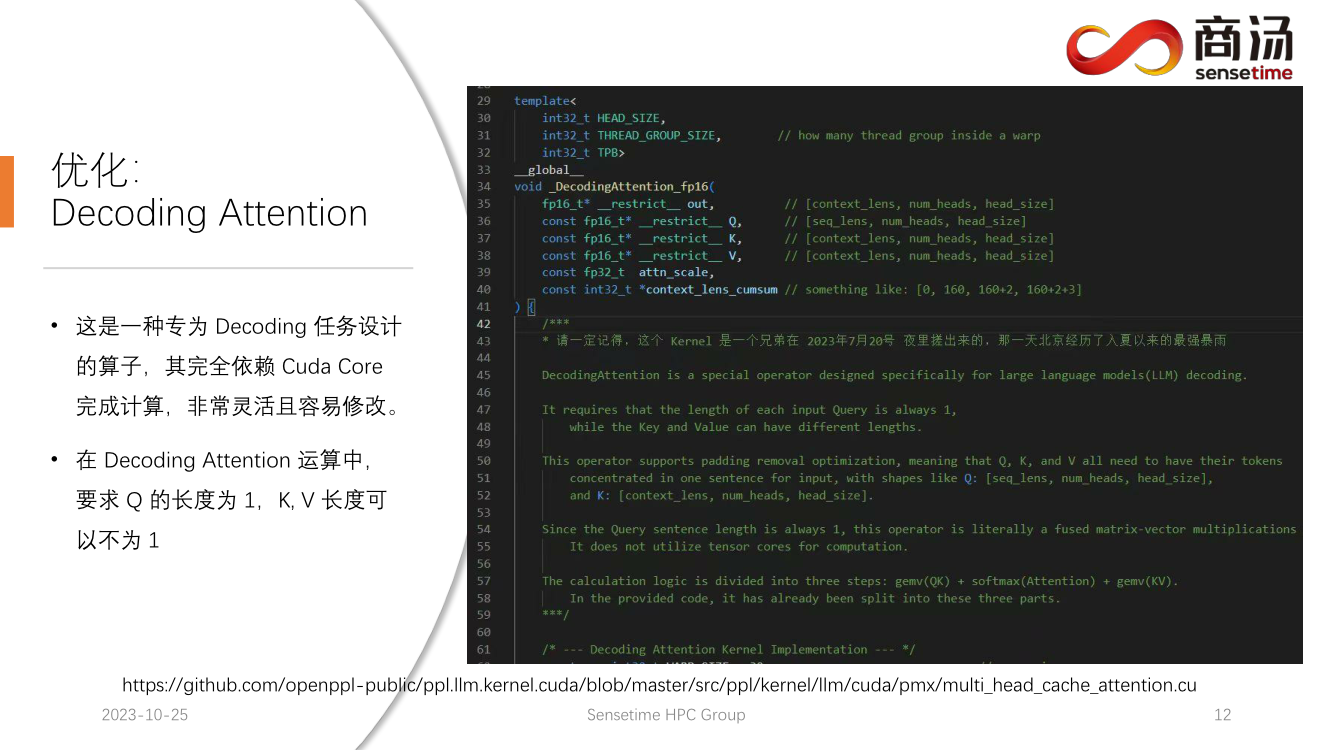 商汤
sensetime
优化:
Decoding Attention
• 这是一种专为 Decoding 任务设计
的算子，其完全依赖 Cuda Core
完成计算，非常灵活且容易修改。
• 在 Decoding Attention 运算中，
要求 Q 的长度为 1，K, V 长度可
以不为 1
29 template<
30 int32_t HEAD_SIZE,
31 int32_t THREAD_GROUP_SIZE, // how many thread group inside a warp
32 int32_t TPB>
33 __global__
34 void _DecodingAttention_fp16(
35 fp16_t* __restrict__ out, // [context_lens, num_heads, head_size]
36 const fp16_t* __restrict__ Q, // [seq_lens, num_heads, head_size]
37 const fp16_t* __restrict__ K, // [context_lens, num_heads, head_size]
38 const fp16_t* __restrict__ V, // [context_lens, num_heads, head_size]
39 const fp32_t attn_scale,
40 const int32_t *context_lens_cumsum // something like: [0, 160, 160+2, 160+2+3]
41 ) {
42 /***
43 * 请一定记得，这个 Kernel 是一个兄弟在 2023年7月20号 夜里搓出来的，那一天北京经历了入夏以来的最强暴雨
44
45 DecodingAttention is a special operator designed specifically for large language models(LLM) decoding.
46
47 It requires that the length of each input Query is always 1,
48 while the Key and Value can have different lengths.
49
50 This operator supports padding removal optimization, meaning that Q, K, and V all need to have their tokens
51 concentrated in one sentence for input, with shapes like Q: [seq_lens, num_heads, head_size],
52 and K: [context_lens, num_heads, head_size].
53
54 Since the Query sentence length is always 1, this operator is literally a fused matrix-vector multiplications
55 It does not utilize tensor cores for computation.
56
57 The calculation logic is divided into three steps: gemv(QK) + softmax(Attention) + gemv(KV).
58 In the provided code, it has already been split into these three parts.
59 ***/
60
61 /* --- Decoding Attention Kernel Implementation --- */
https://github.com/openppl-public/ppl.llm.kernel.cuda/blob/master/src/ppl/kernel/llm/cuda/pmx/multi_head_cache_attention.cu
2023-10-25
Sensetime HPC Group
12